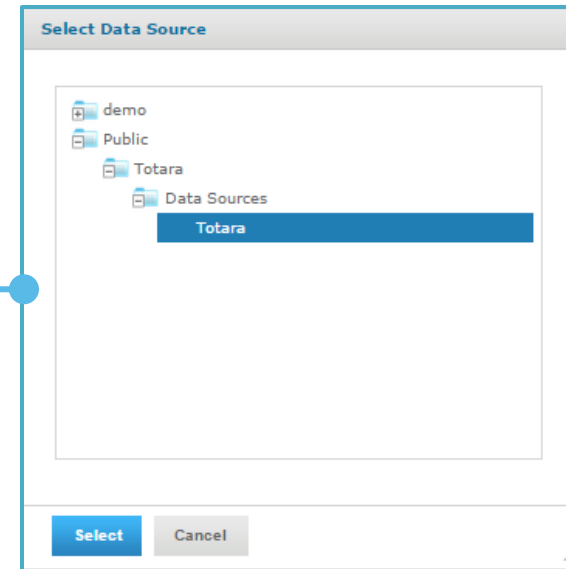 Select Data Source
demo
Public
Totara
Data Sources
Totara
Select
Cancel